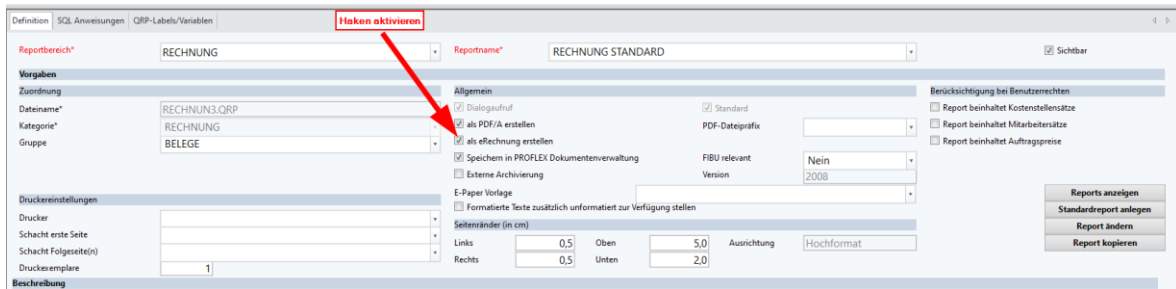 Definition SQL Anweisungen QRP-Labels/Variablen Haken aktivieren
Reportbereich* RECHNUNG Reportname* RECHNUNG STANDARD Sichtbar
Vorgaben
Zuordnung Allgemein Berücksichtigung bei Benutzerrechten
Dateiname* RECHNUN3.QRP Dialogaufruf Standard Report beinhaltet Kostenstellensätze
Kategorie* RECHNUNG als PDF/A erstellen PDF-Dateipräfix Report beinhaltet Mitarbeitersätze
Gruppe BELEGE als eRechnung erstellen Report beinhaltet Auftragspreise
Speichern in PROFLEX Dokumentenverwaltung FIBU relevant Nein
Externe Archivierung Version 2008
E-Paper Vorlage Reports anzeigen
Druckereinstellungen Formatierte Texte zusätzlich unformatiert zur Verfügung stellen Standardreport anlegen
Drucker Seitenränder (in cm) Report ändern
Schacht erste Seite Links 0,5 Oben 5,0 Ausrichtung Hochformat Report kopieren
Schacht Folgeseite(n) Rechts 0,5 Unten 2,0
Druckexemplare 1
Beschreibung